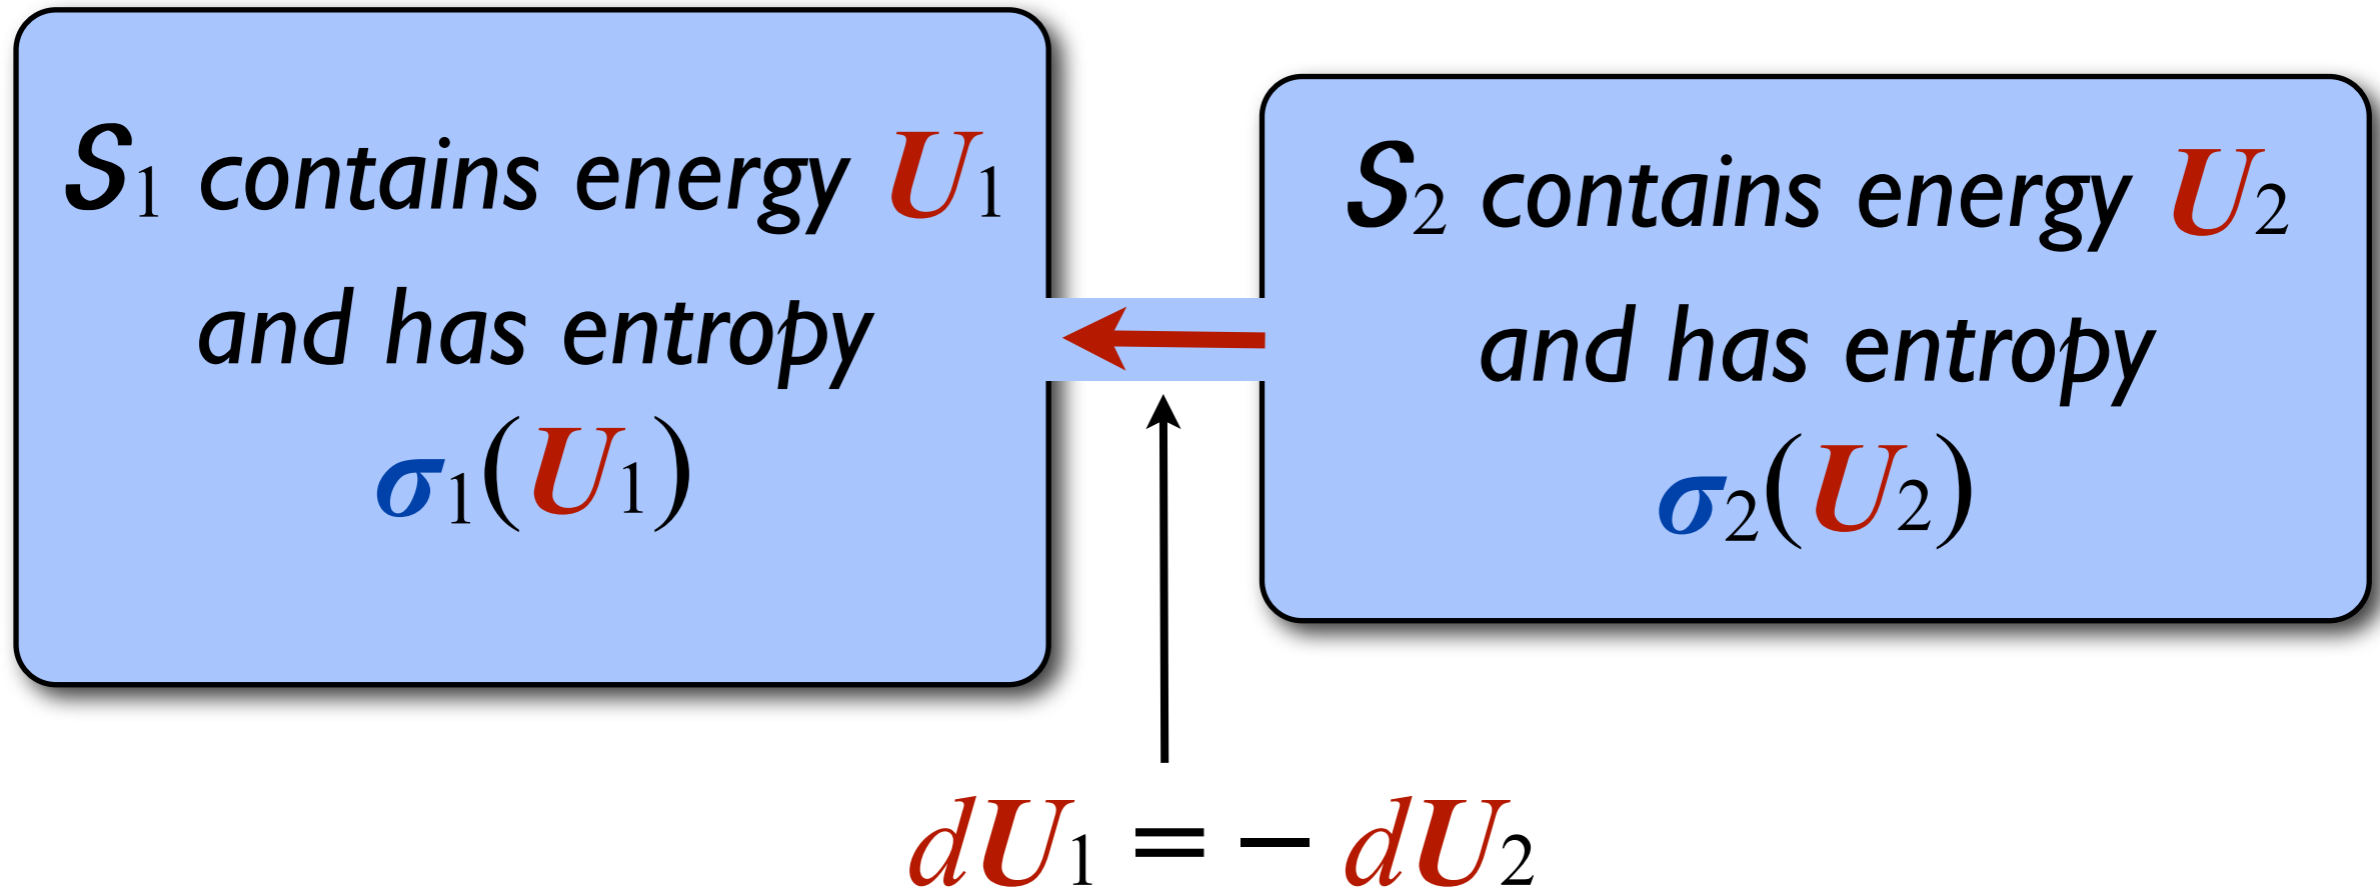 S1 contains energy U1
and has entropy
σ1(U1)
S2 contains energy U2
and has entropy
σ2(U2)
dU1 = − dU2